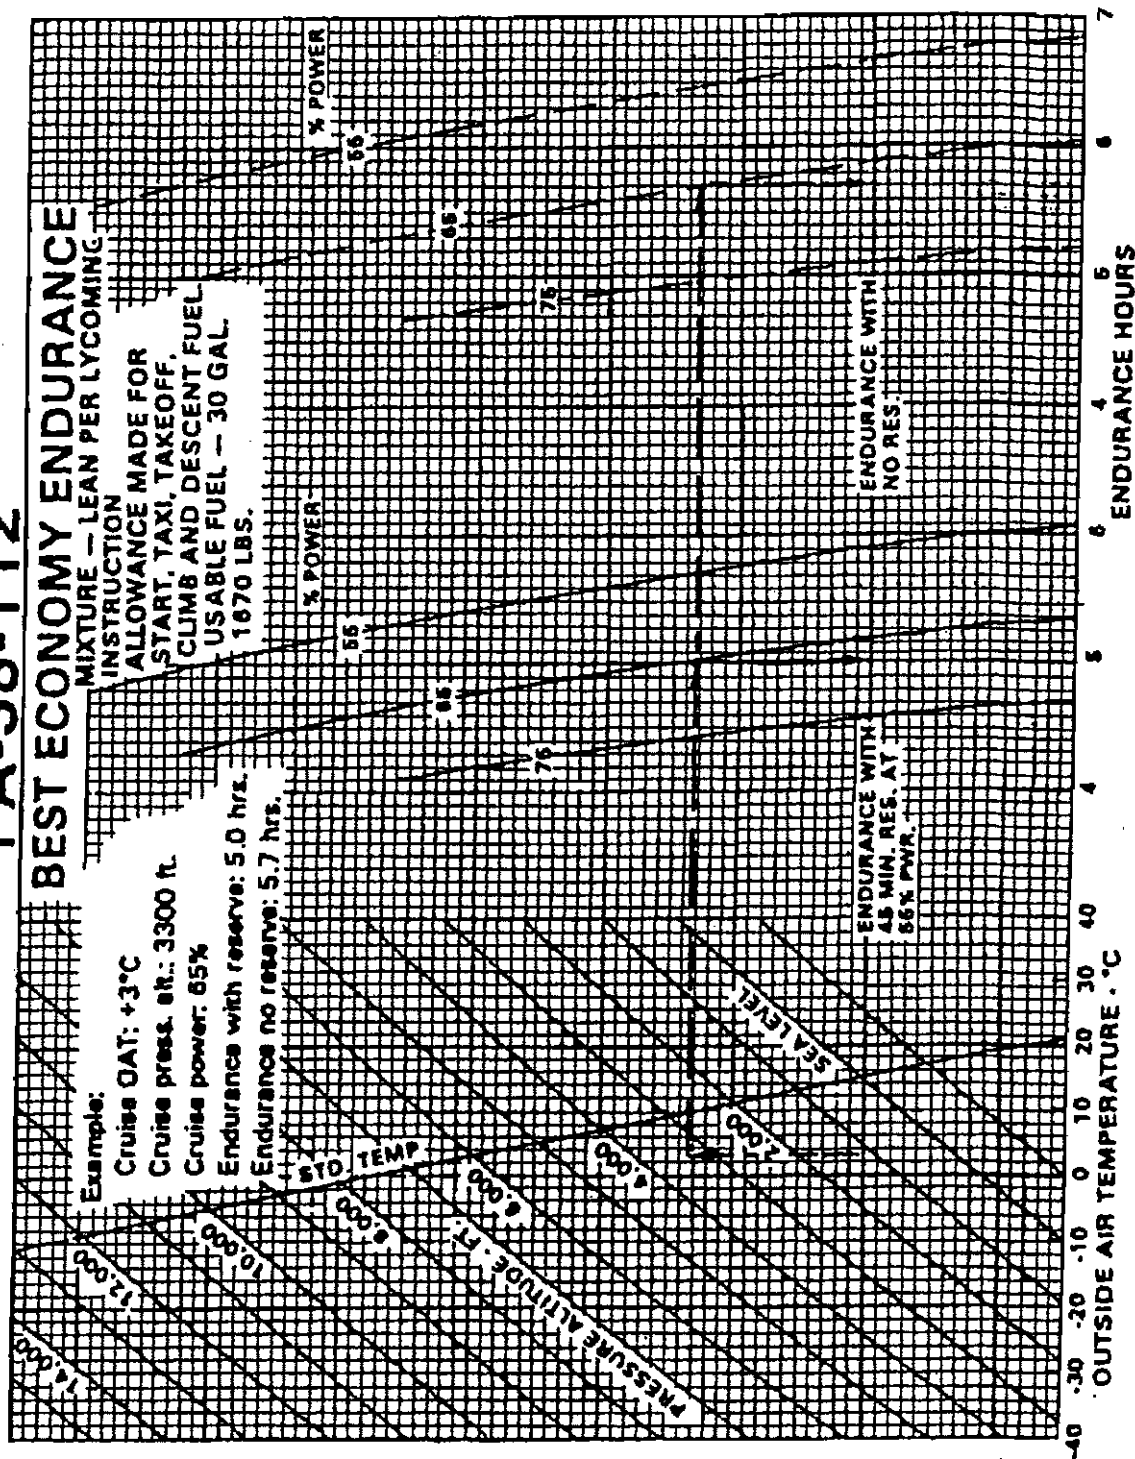 PA-38-112
BEST ECONOMY ENDURANCE
MIXTURE – LEAN PER LYCOMING
INSTRUCTION
ALLOWANCE MADE FOR
START, TAXI, TAKEOFF,
CLIMB AND DESCENT FUEL
USABLE FUEL – 30 GAL.
1670 LBS.
Example:
Cruise OAT: +3°C
Cruise press. alt.: 3300 ft.
Cruise power: 65%
Endurance with reserve: 5.0 hrs.
Endurance no reserve: 5.7 hrs.
% POWER
% POWER
55
65
75
55
65
75
STD TEMP
14,000
12,000
10,000
8,000
6,000
4,000
2,000
SEA LEVEL
PRESSURE ALTITUDE - FT.
ENDURANCE WITH
45 MIN. RES. AT
55% PWR.
ENDURANCE WITH
NO RES.
-40 -30 -20 -10 0 10 20 30 40
OUTSIDE AIR TEMPERATURE - °C
4 5 6
4 5 6 7
ENDURANCE HOURS